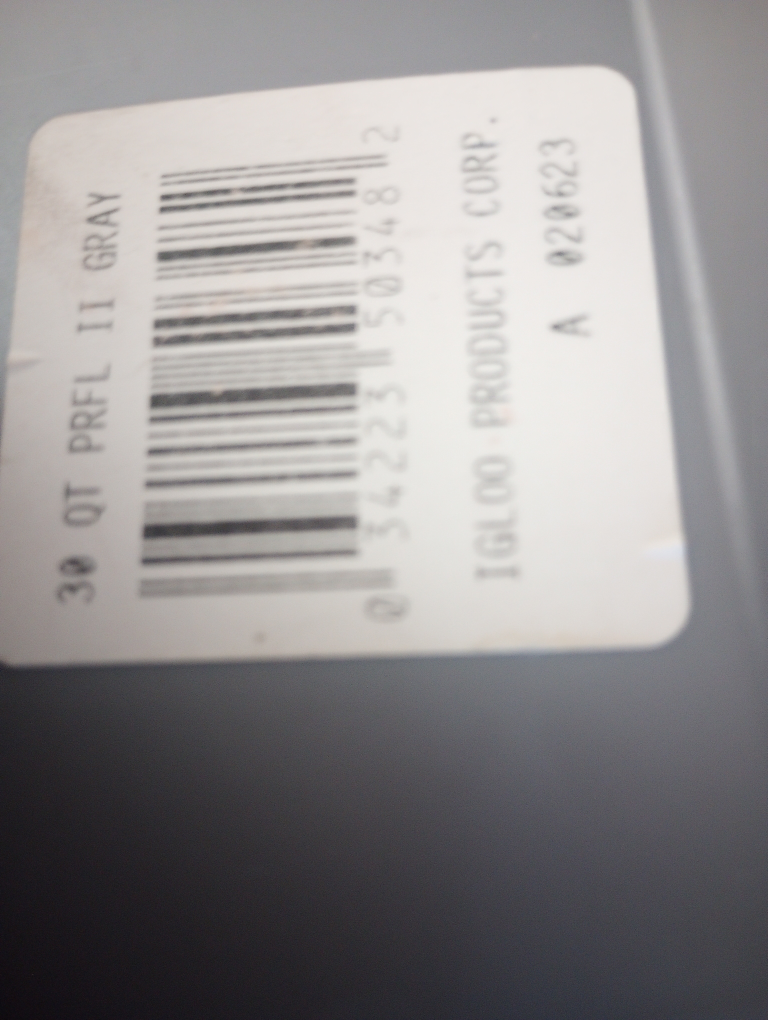 30 QT PRFL II GRAY
0 34223 50348 2
IGLOO PRODUCTS CORP.
A 020623